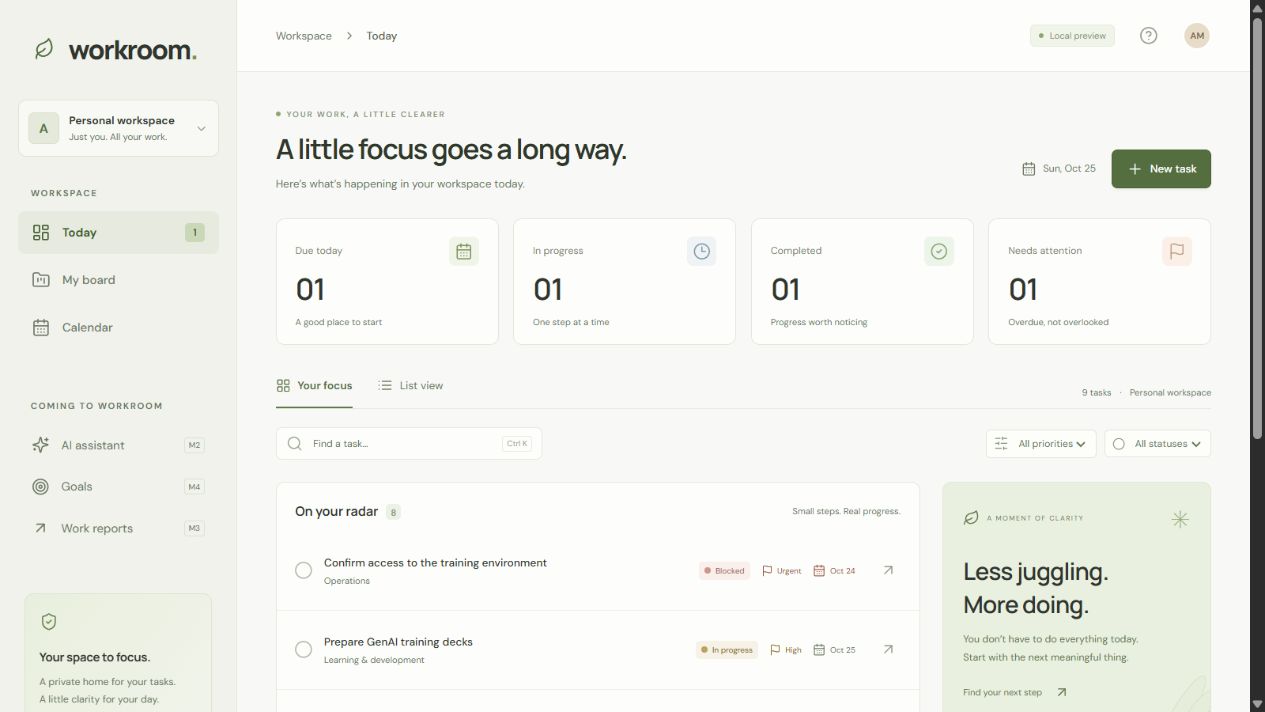 workroom.
A
Personal workspace
Just you. All your work.
WORKSPACE
Today 1
My board
Calendar
COMING TO WORKROOM
AI assistant M2
Goals M4
Work reports M3
Your space to focus.
A private home for your tasks.
A little clarity for your day.
Workspace > Today
Local preview
AM
YOUR WORK, A LITTLE CLEARER
A little focus goes a long way.
Here's what's happening in your workspace today.
Sun, Oct 25
New task
Due today
01
A good place to start
In progress
01
One step at a time
Completed
01
Progress worth noticing
Needs attention
01
Overdue, not overlooked
Your focus
List view
9 tasks · Personal workspace
Find a task...
Ctrl K
All priorities
All statuses
On your radar 8
Small steps. Real progress.
Confirm access to the training environment
Operations
Blocked Urgent Oct 24
Prepare GenAI training decks
Learning & development
In progress High Oct 25
A MOMENT OF CLARITY
Less juggling.
More doing.
You don't have to do everything today.
Start with the next meaningful thing.
Find your next step